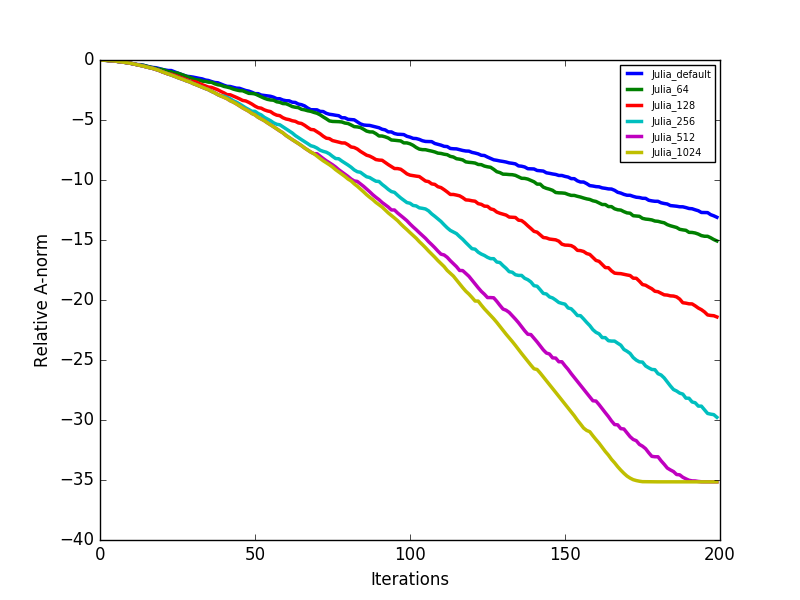 0
−5
−10
−15
−20
−25
−30
−35
−40
0
50
100
150
200
Relative A-norm
Iterations
Julia_default
Julia_64
Julia_128
Julia_256
Julia_512
Julia_1024